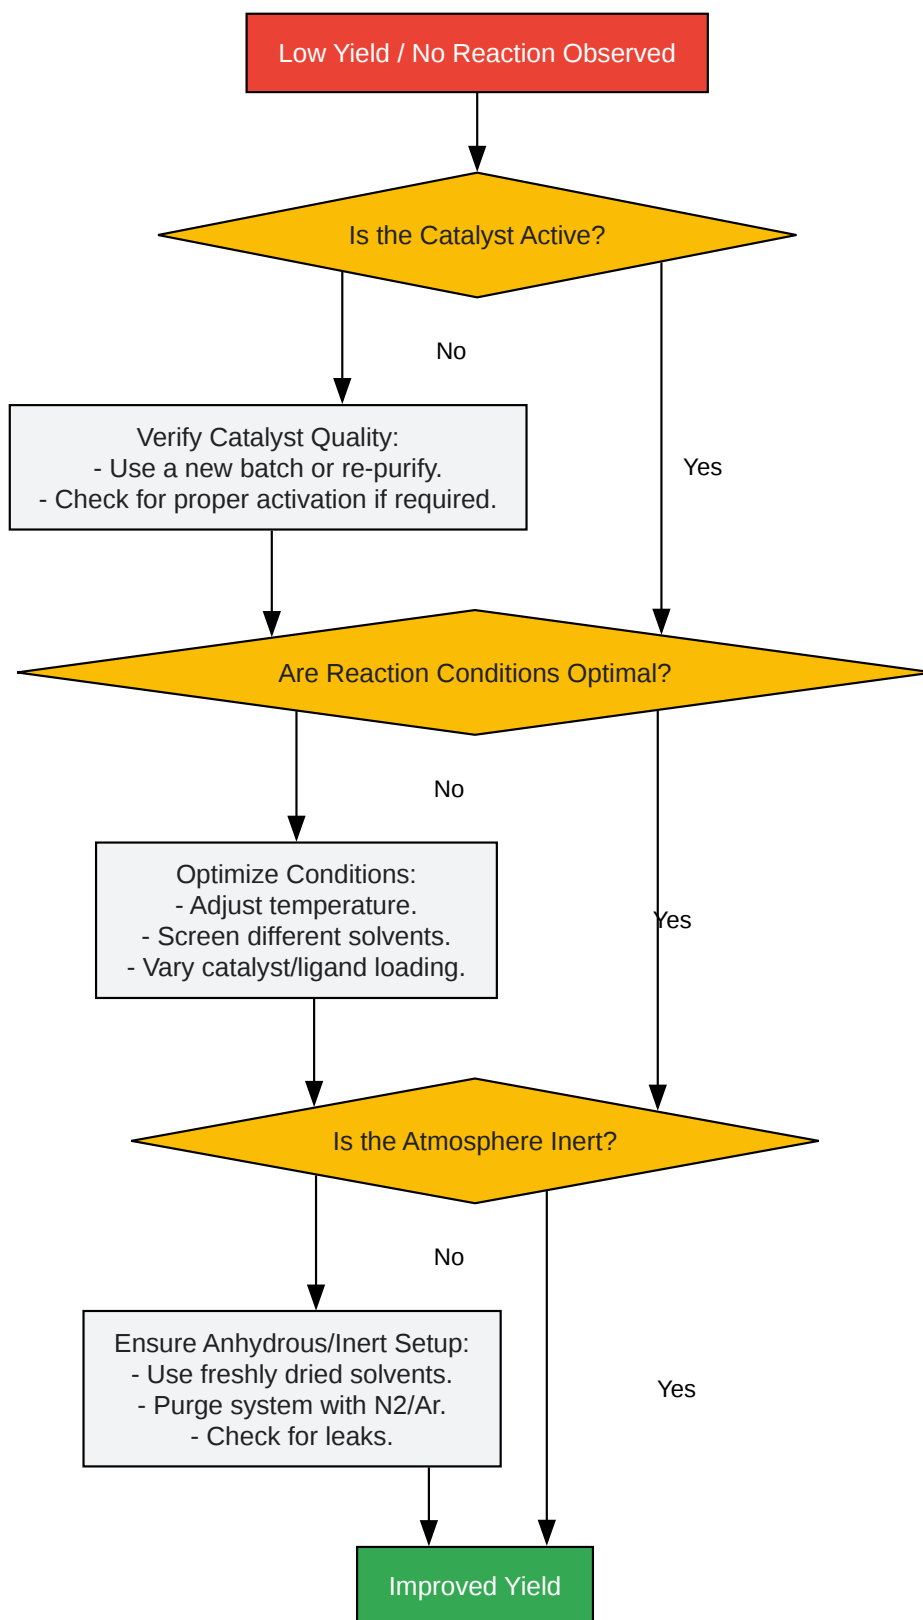 Low Yield / No Reaction Observed
Is the Catalyst Active?
No
Verify Catalyst Quality:
- Use a new batch or re-purify.
- Check for proper activation if required.
Yes
Are Reaction Conditions Optimal?
No
Optimize Conditions:
- Adjust temperature.
- Screen different solvents.
- Vary catalyst/ligand loading.
Yes
Is the Atmosphere Inert?
No
Ensure Anhydrous/Inert Setup:
- Use freshly dried solvents.
- Purge system with N2/Ar.
- Check for leaks.
Yes
Improved Yield